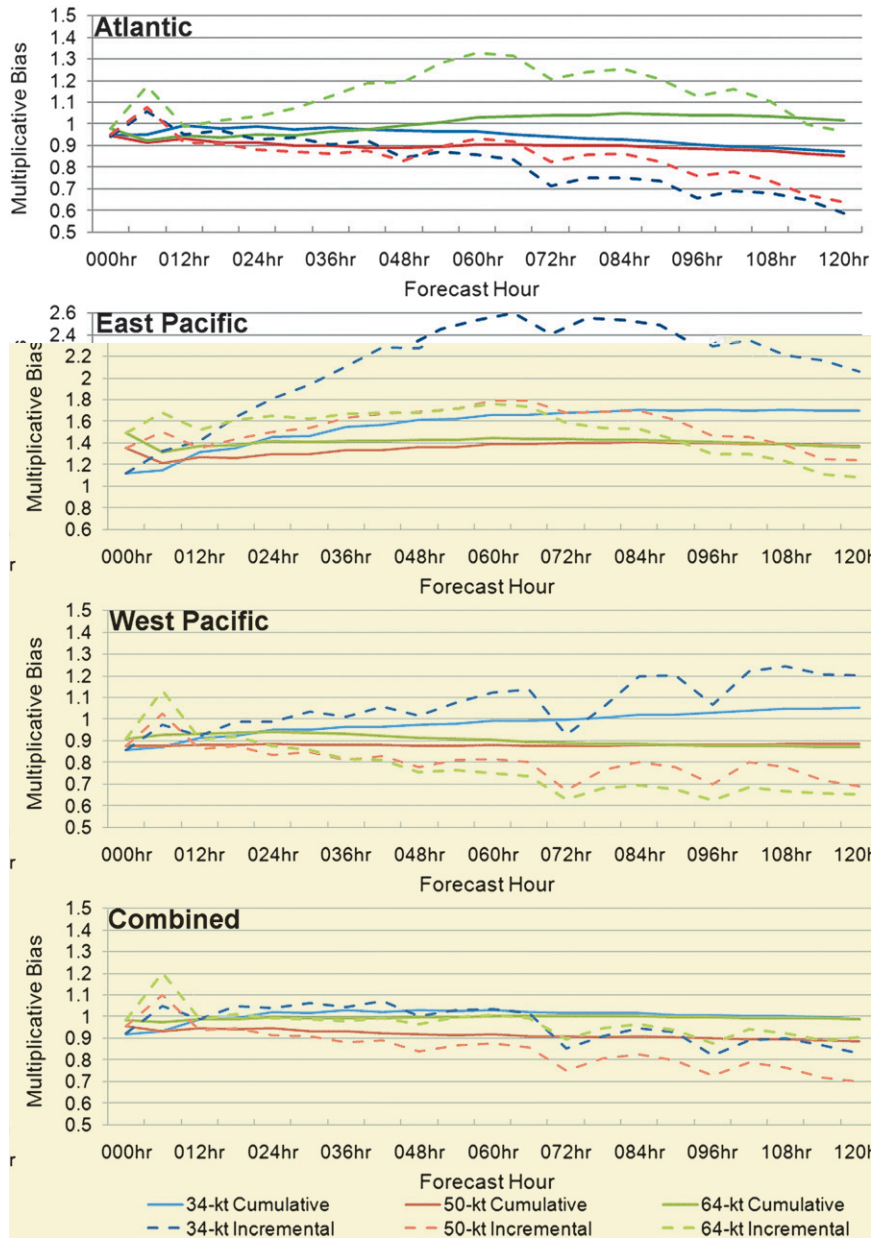 Atlantic
Multiplicative Bias
1.5
1.4
1.3
1.2
1.1
1
0.9
0.8
0.7
0.6
0.5
000hr 012hr 024hr 036hr 048hr 060hr 072hr 084hr 096hr 108hr 120hr
Forecast Hour
East Pacific
Multiplicative Bias
2.6
2.4
2.2
2
1.8
1.6
1.4
1.2
1
0.8
0.6
000hr 012hr 024hr 036hr 048hr 060hr 072hr 084hr 096hr 108hr 120h
r
Forecast Hour
West Pacific
Multiplicative Bias
1.5
1.4
1.3
1.2
1.1
1
0.9
0.8
0.7
0.6
0.5
000hr 012hr 024hr 036hr 048hr 060hr 072hr 084hr 096hr 108hr 120h
r
Forecast Hour
Combined
Multiplicative Bias
1.5
1.4
1.3
1.2
1.1
1
0.9
0.8
0.7
0.6
0.5
000hr 012hr 024hr 036hr 048hr 060hr 072hr 084hr 096hr 108hr 120h
r
Forecast Hour
34-kt Cumulative 50-kt Cumulative 64-kt Cumulative
34-kt Incremental 50-kt Incremental 64-kt Incremental